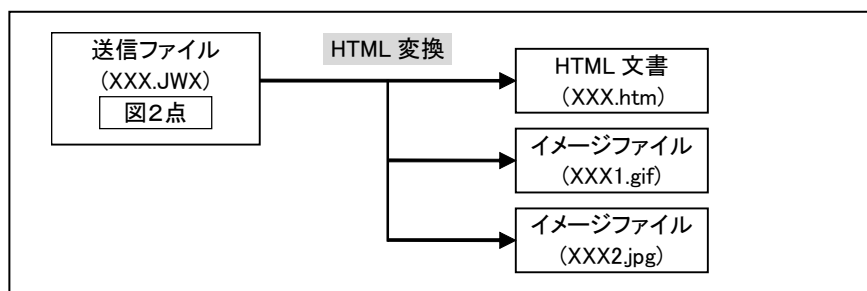 送信ファイル
(XXX.JWX)
図2点
HTML 変換
HTML 文書
(XXX.htm)
イメージファイル
(XXX1.gif)
イメージファイル
(XXX2.jpg)